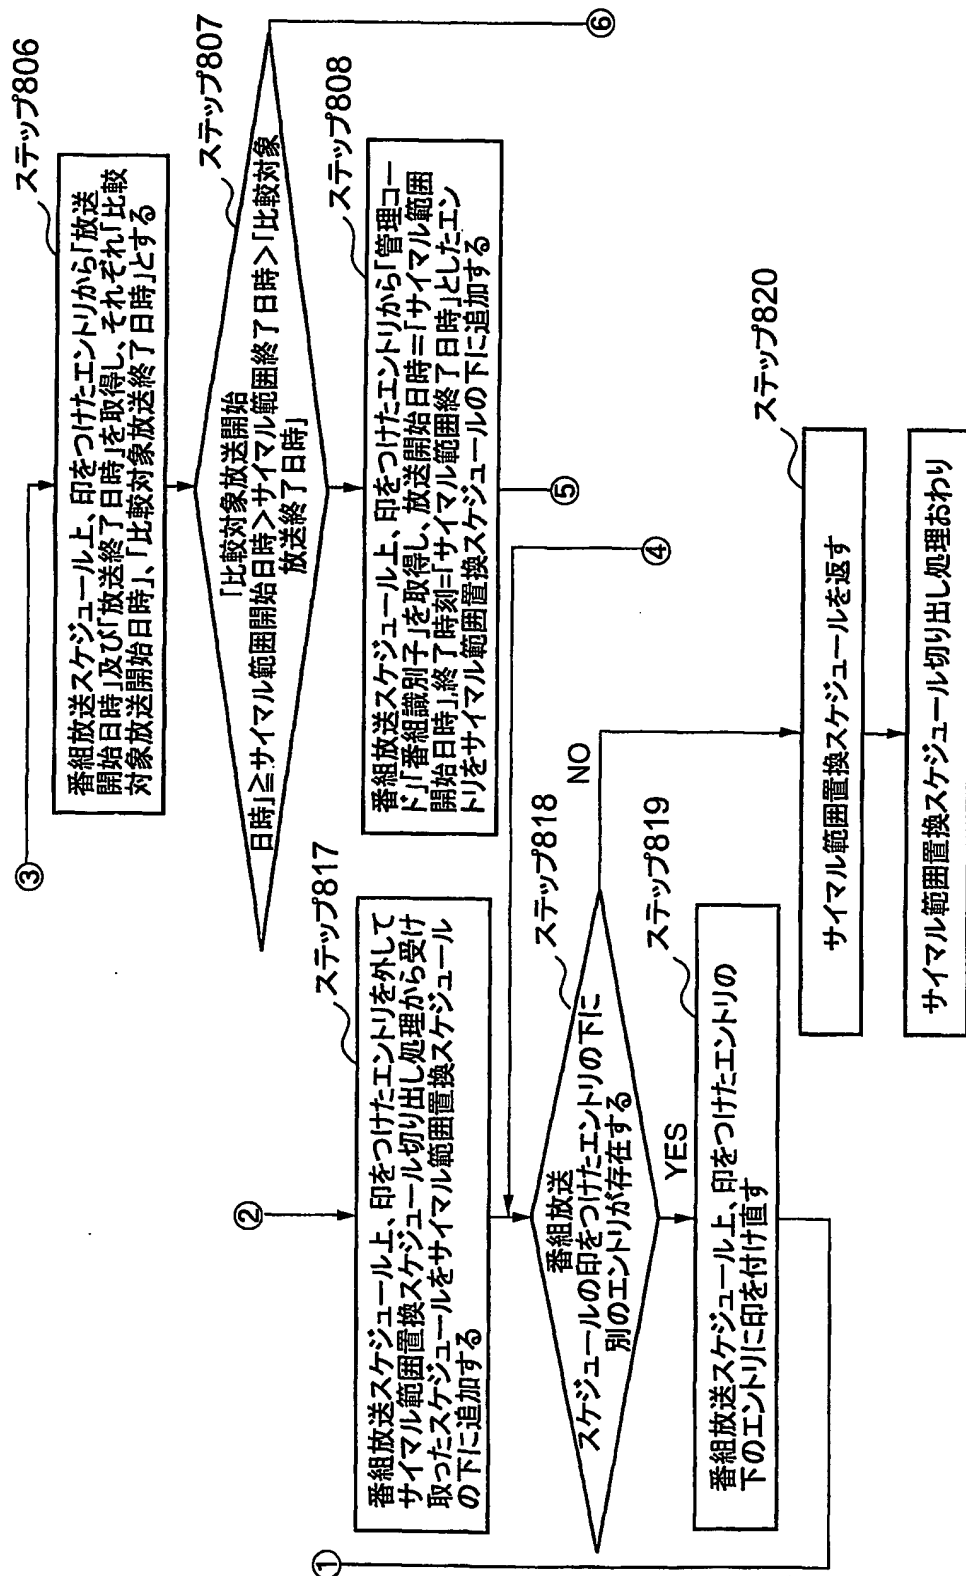 ③
ステップ806
番組放送スケジュール上、印をつけたエントリから「放送
開始日時」及び「放送終了日時」を取得し、それぞれ「比較
対象放送開始日時」、「比較対象放送終了日時」とする
ステップ807
「比較対象放送開始
日時」≧サイマル範囲開始日時>サイマル範囲終了日時>「比較対象
放送終了日時」
⑥
ステップ808
番組放送スケジュール上、印をつけたエントリから「管理コー
ド」「番組識別子」を取得し、放送開始日時=「サイマル範囲
開始日時」,終了時刻=「サイマル範囲終了日時」としたエン
トリをサイマル範囲置換スケジュールの下に追加する
⑤
②
ステップ817
番組放送スケジュール上、印をつけたエントリを外して
サイマル範囲置換スケジュール切り出し処理から受け
取ったスケジュールをサイマル範囲置換スケジュール
の下に追加する
④
ステップ818
番組放送
スケジュールの印をつけたエントリの下に
別のエントリが存在する
NO
YES
ステップ819
番組放送スケジュール上、印をつけたエントリの
下のエントリに印を付け直す
①
ステップ820
サイマル範囲置換スケジュールを返す
サイマル範囲置換スケジュール切り出し処理おわり